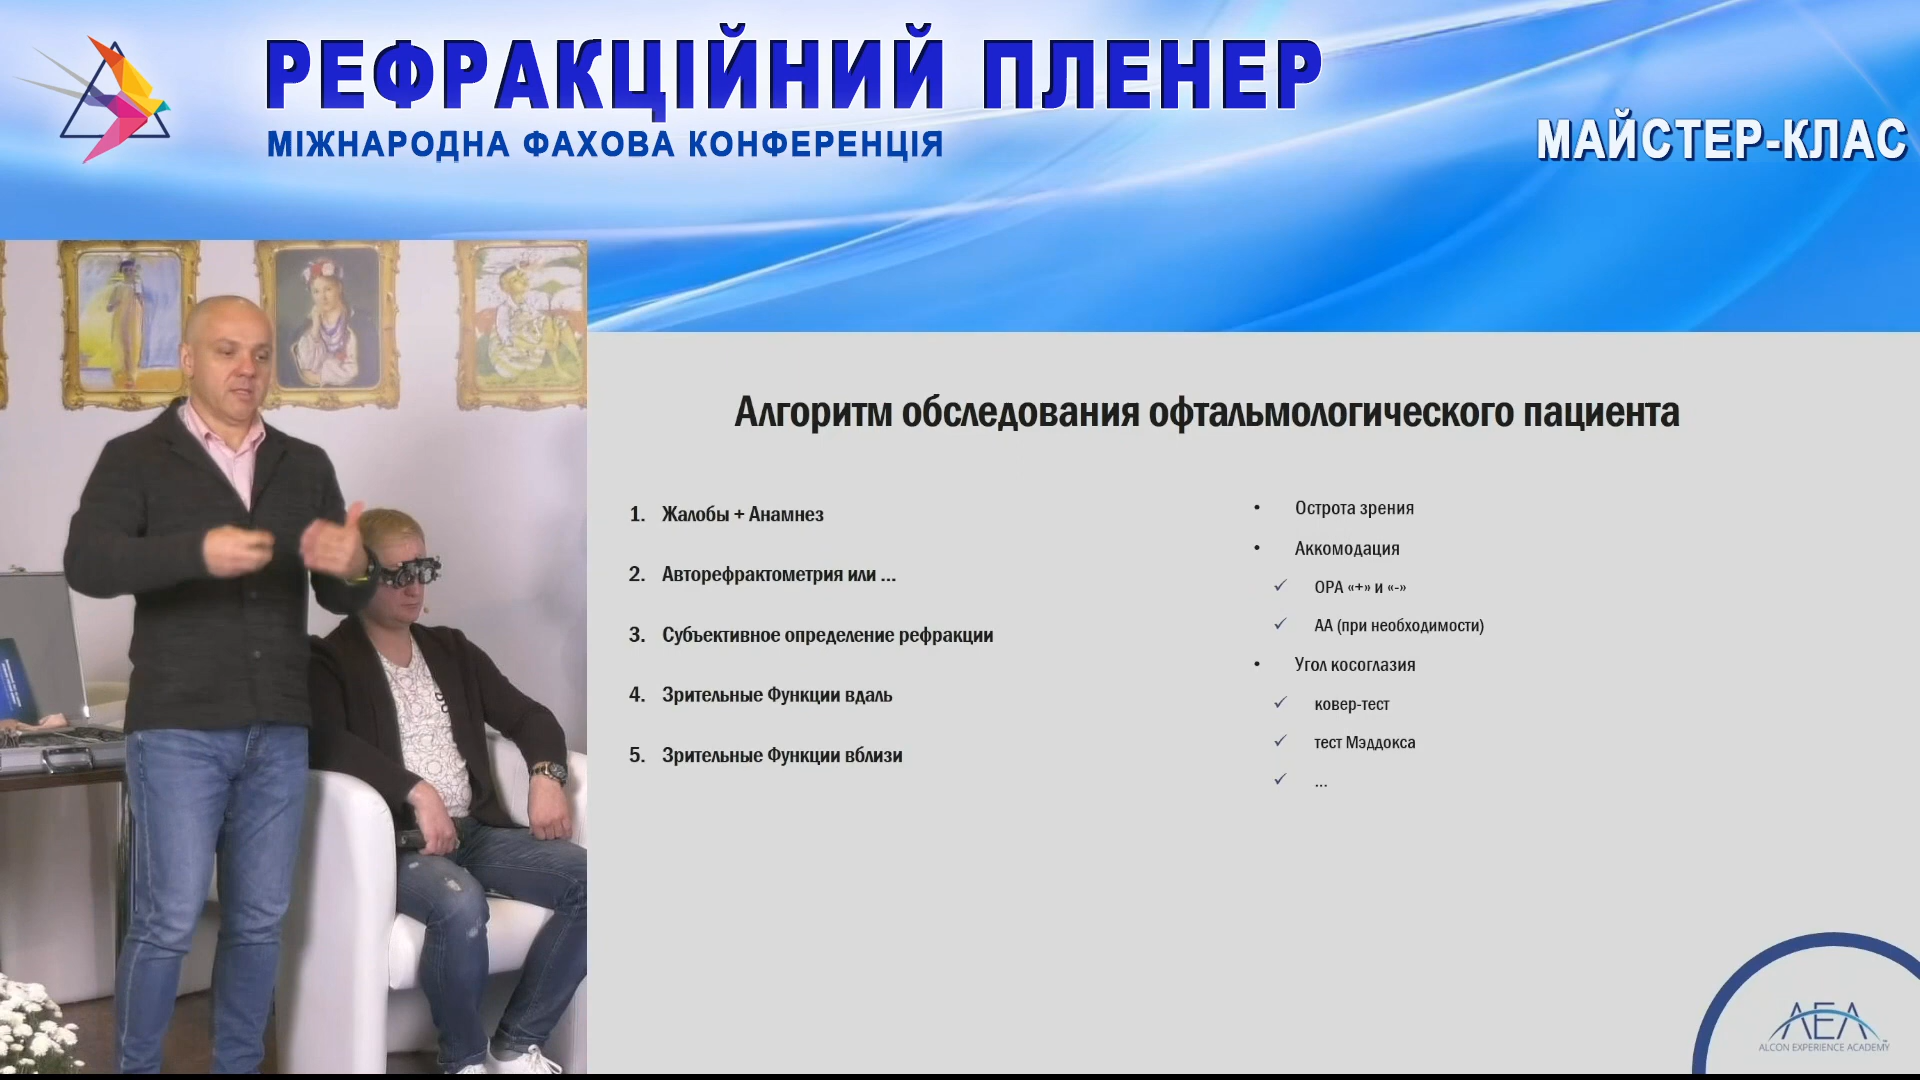 РЕФРАКЦІЙНИЙ ПЛЕНЕР
МІЖНАРОДНА ФАХОВА КОНФЕРЕНЦІЯ
МАЙСТЕР-КЛАС
Алгоритм обследования офтальмологического пациента
1. Жалобы + Анамнез
2. Авторефрактометрия или ...
3. Субъективное определение рефракции
4. Зрительные Функции вдаль
5. Зрительные Функции вблизи
• Острота зрения
• Аккомодация
✓ ОРА «+» и «-»
✓ АА (при необходимости)
• Угол косоглазия
✓ ковер-тест
✓ тест Мэддокса
✓ ...
AEA
ALCON EXPERIENCE ACADEMY